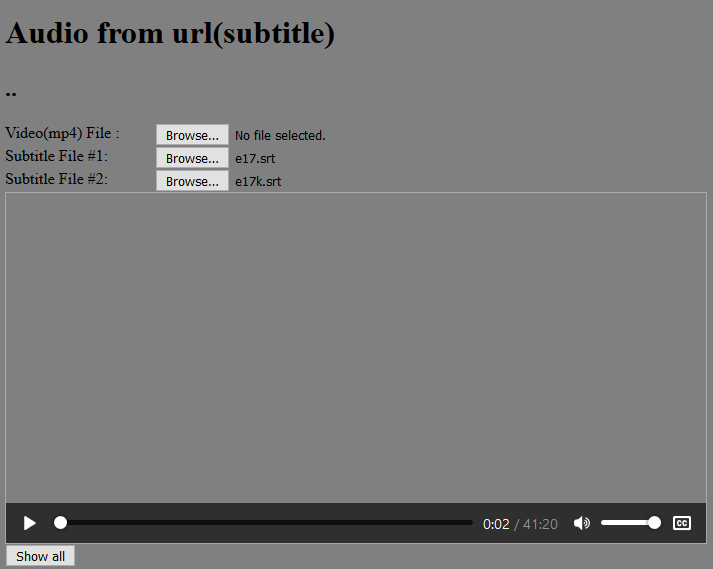 Audio from url(subtitle)
..
Video(mp4) File : Browse... No file selected.
Subtitle File #1: Browse... e17.srt
Subtitle File #2: Browse... e17k.srt
0:02 / 41:20 CC
Show all